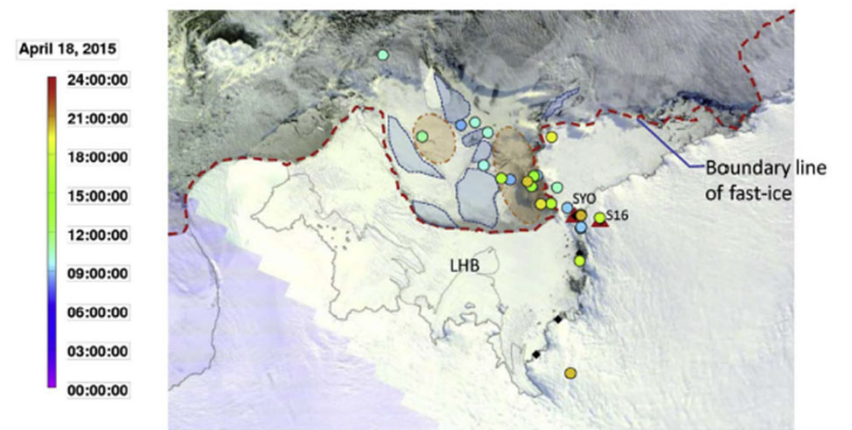 April 18, 2015
24:00:00
21:00:00
18:00:00
15:00:00
12:00:00
09:00:00
06:00:00
03:00:00
00:00:00
Boundary line
of fast-ice
SYO
S16
LHB